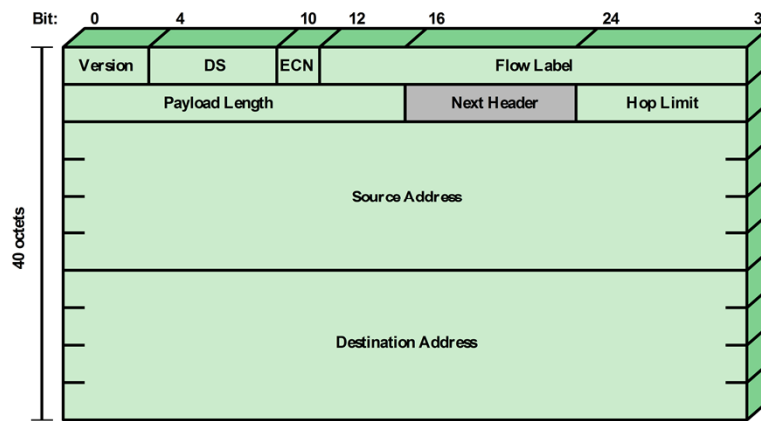 Bit: 0 4 10 12 16 24 3
Version DS ECN Flow Label
Payload Length Next Header Hop Limit
Source Address
40 octets
Destination Address